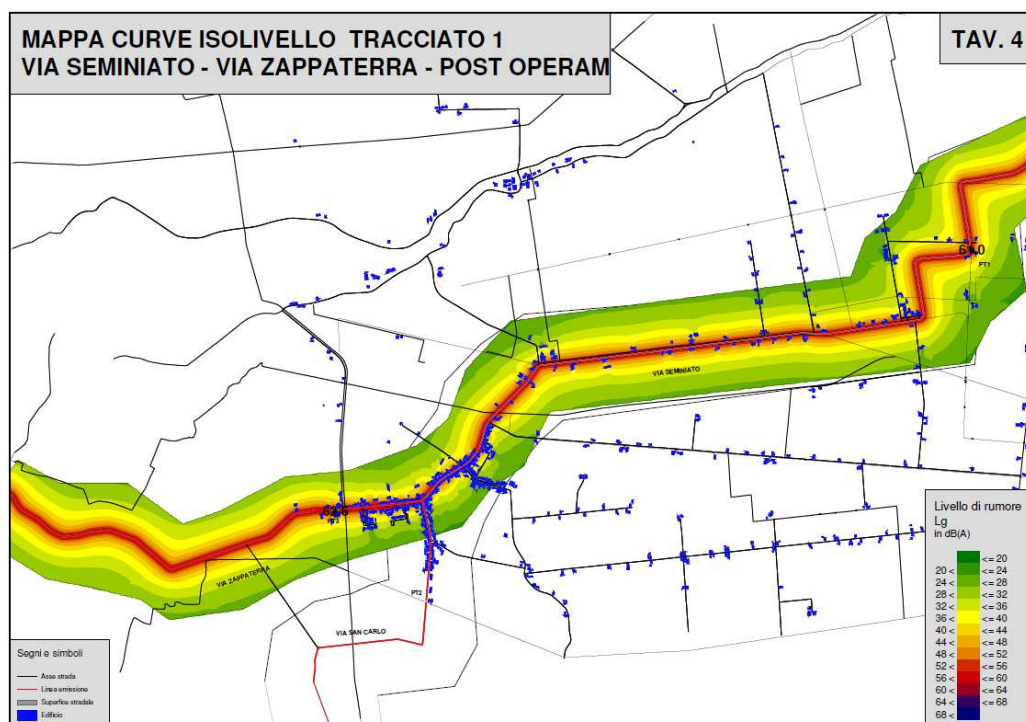 MAPPA CURVE ISOLIVELLO TRACCIATO 1
VIA SEMINIATO - VIA ZAPPATERRA - POST OPERAM
TAV. 4
PT1
VIA SEMINIATO
PT3
VIA ZAPPATERRA
PT2
VIA SAN CARLO
Livello di rumore
Lg
in dB(A)
<= 20
20 < <= 24
24 < <= 28
28 < <= 32
32 < <= 36
36 < <= 40
40 < <= 44
44 < <= 48
48 < <= 52
52 < <= 56
56 < <= 60
60 < <= 64
64 < <= 68
68 <
Segni e simboli
Asse strada
Linea emissione
Superfice stradale
Edificio